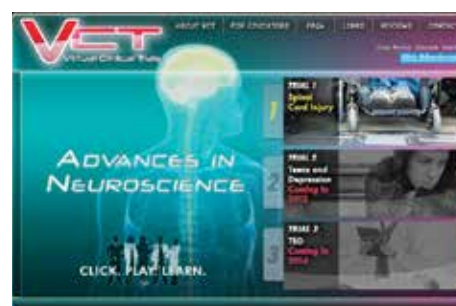 VCT
Virtual Clinical Trials
ABOUT VCT
FOR EDUCATORS
FAQs
LINKS
REVIEWS
CONTACT
ADVANCES IN
NEUROSCIENCE
CLICK. PLAY. LEARN.
1
TRIAL 1
Spinal
Cord Injury
2
TRIAL 2
Teens and
Depression
Coming in
3
TRIAL 3
TBD
Coming in